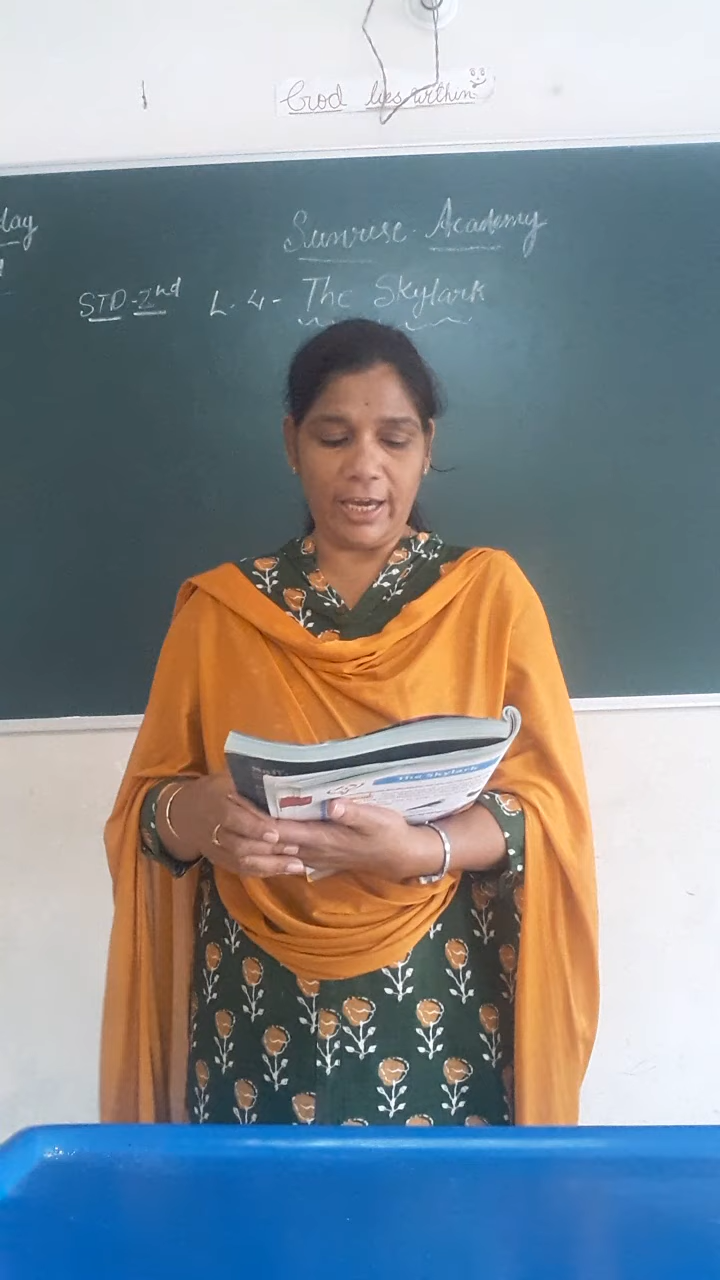 God lies within
day
Sunrise Academy
STD-2nd L.4- The Skylark
The Skylark